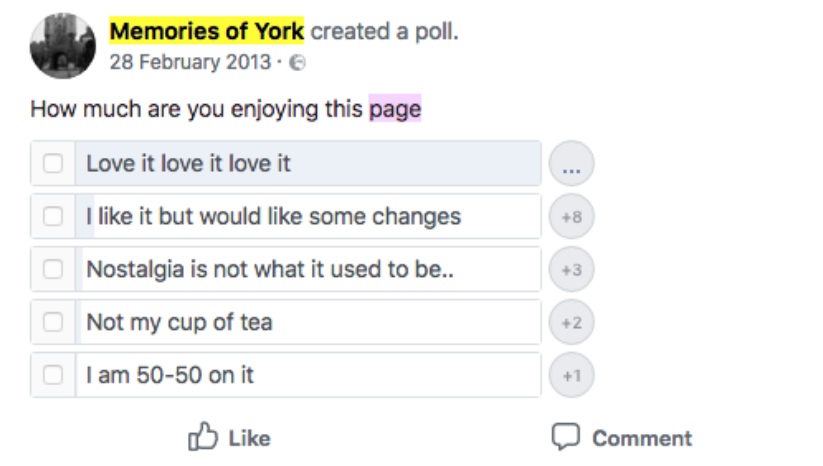 Memories of York created a poll.
28 February 2013 ·
How much are you enjoying this page
Love it love it love it
...
I like it but would like some changes
+8
Nostalgia is not what it used to be..
+3
Not my cup of tea
+2
I am 50-50 on it
+1
Like
Comment